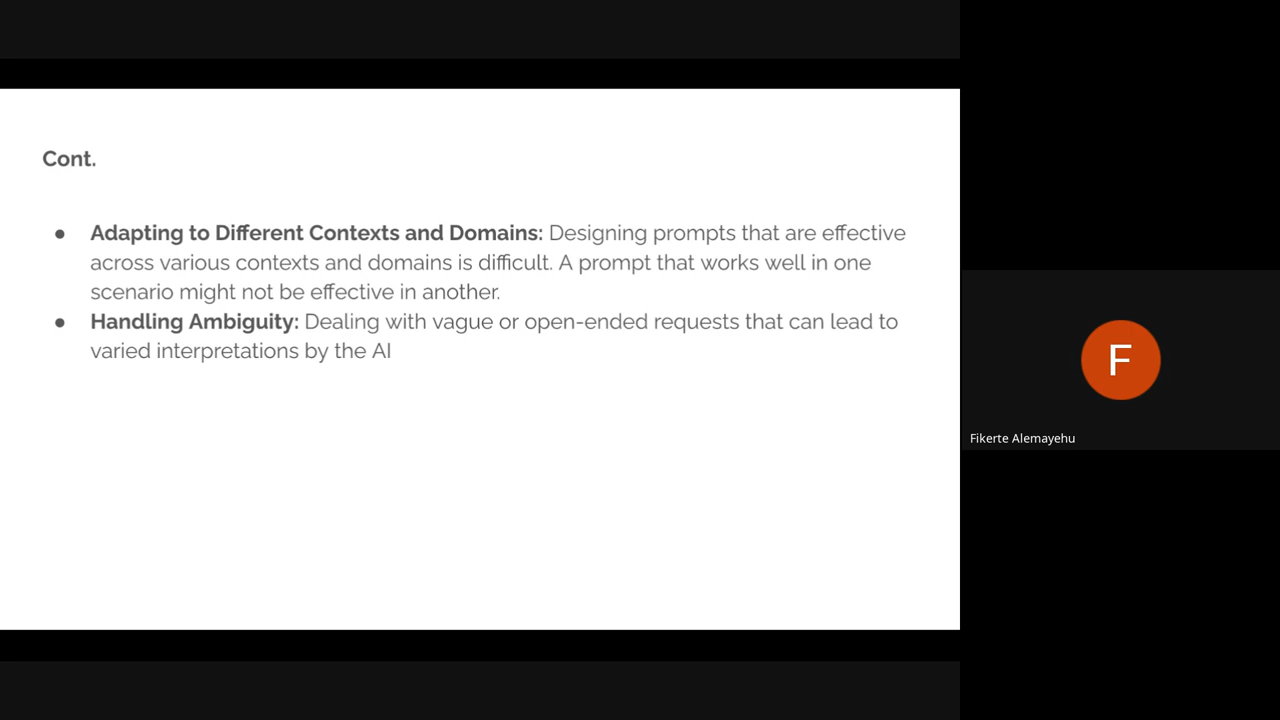 Cont.
● Adapting to Different Contexts and Domains: Designing prompts that are effective
across various contexts and domains is difficult. A prompt that works well in one
scenario might not be effective in another.
● Handling Ambiguity: Dealing with vague or open-ended requests that can lead to
varied interpretations by the AI
F
Fikerte Alemayehu